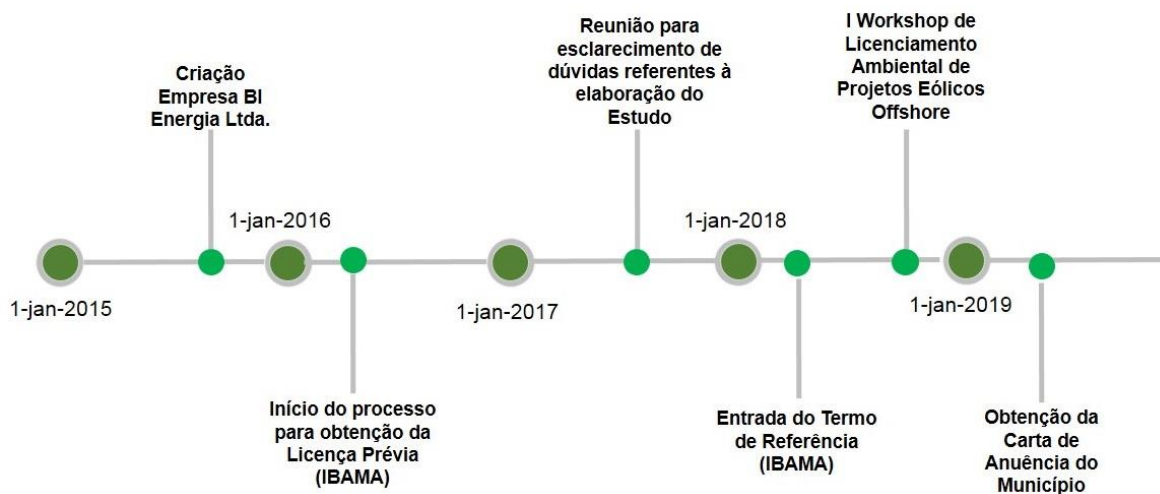 Criação
Empresa BI
Energia Ltda.
Reunião para
esclarecimento de
dúvidas referentes à
elaboração do
Estudo
I Workshop de
Licenciamento
Ambiental de
Projetos Eólicos
Offshore
1-jan-2015
1-jan-2016
1-jan-2017
1-jan-2018
1-jan-2019
Início do processo
para obtenção da
Licença Prévia
(IBAMA)
Entrada do Termo
de Referência
(IBAMA)
Obtenção da
Carta de
Anuência do
Município